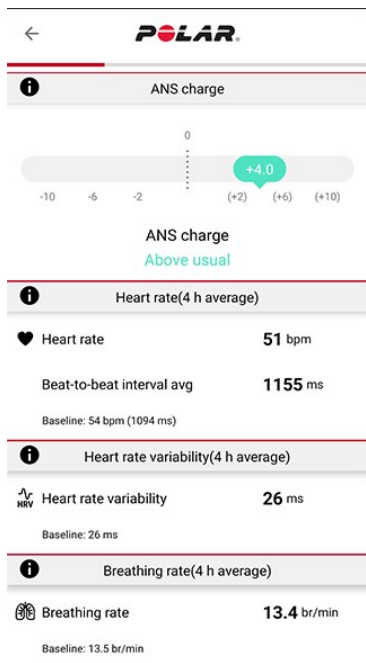 POLAR.
ANS charge
0
+4.0
-10 -6 -2 (+2) (+6) (+10)
ANS charge
Above usual
Heart rate(4 h average)
Heart rate 51 bpm
Beat-to-beat interval avg 1155 ms
Baseline: 54 bpm (1094 ms)
Heart rate variability(4 h average)
HRV Heart rate variability 26 ms
Baseline: 26 ms
Breathing rate(4 h average)
Breathing rate 13.4 br/min
Baseline: 13.5 br/min